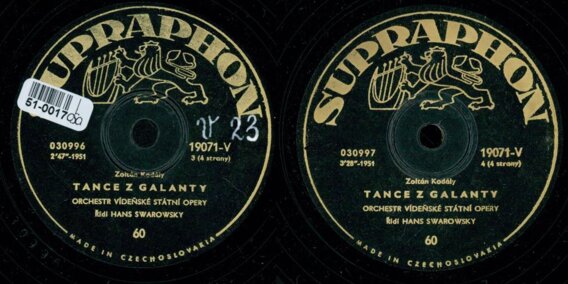 SUPRAPHON
51-001780
V 23
030996
2'47"-1951
19071-V
3 (4 strany)
Zoltán Kodály
TANCE Z GALANTY
ORCHESTR VÍDEŇSKÉ STÁTNÍ OPERY
Řídí HANS SWAROWSKY
60
MADE IN CZECHOSLOVAKIA
SUPRAPHON
030997
3'28"-1951
19071-V
4 (4 strany)
Zoltán Kodály
TANCE Z GALANTY
ORCHESTR VÍDEŇSKÉ STÁTNÍ OPERY
Řídí HANS SWAROWSKY
60
MADE IN CZECHOSLOVAKIA